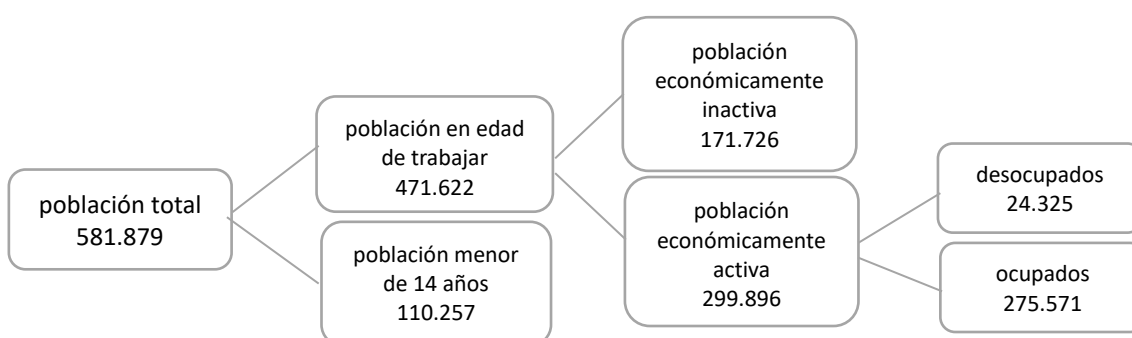 población total
581.879
población en edad
de trabajar
471.622
población menor
de 14 años
110.257
población
económicamente
inactiva
171.726
población
económicamente
activa
299.896
desocupados
24.325
ocupados
275.571